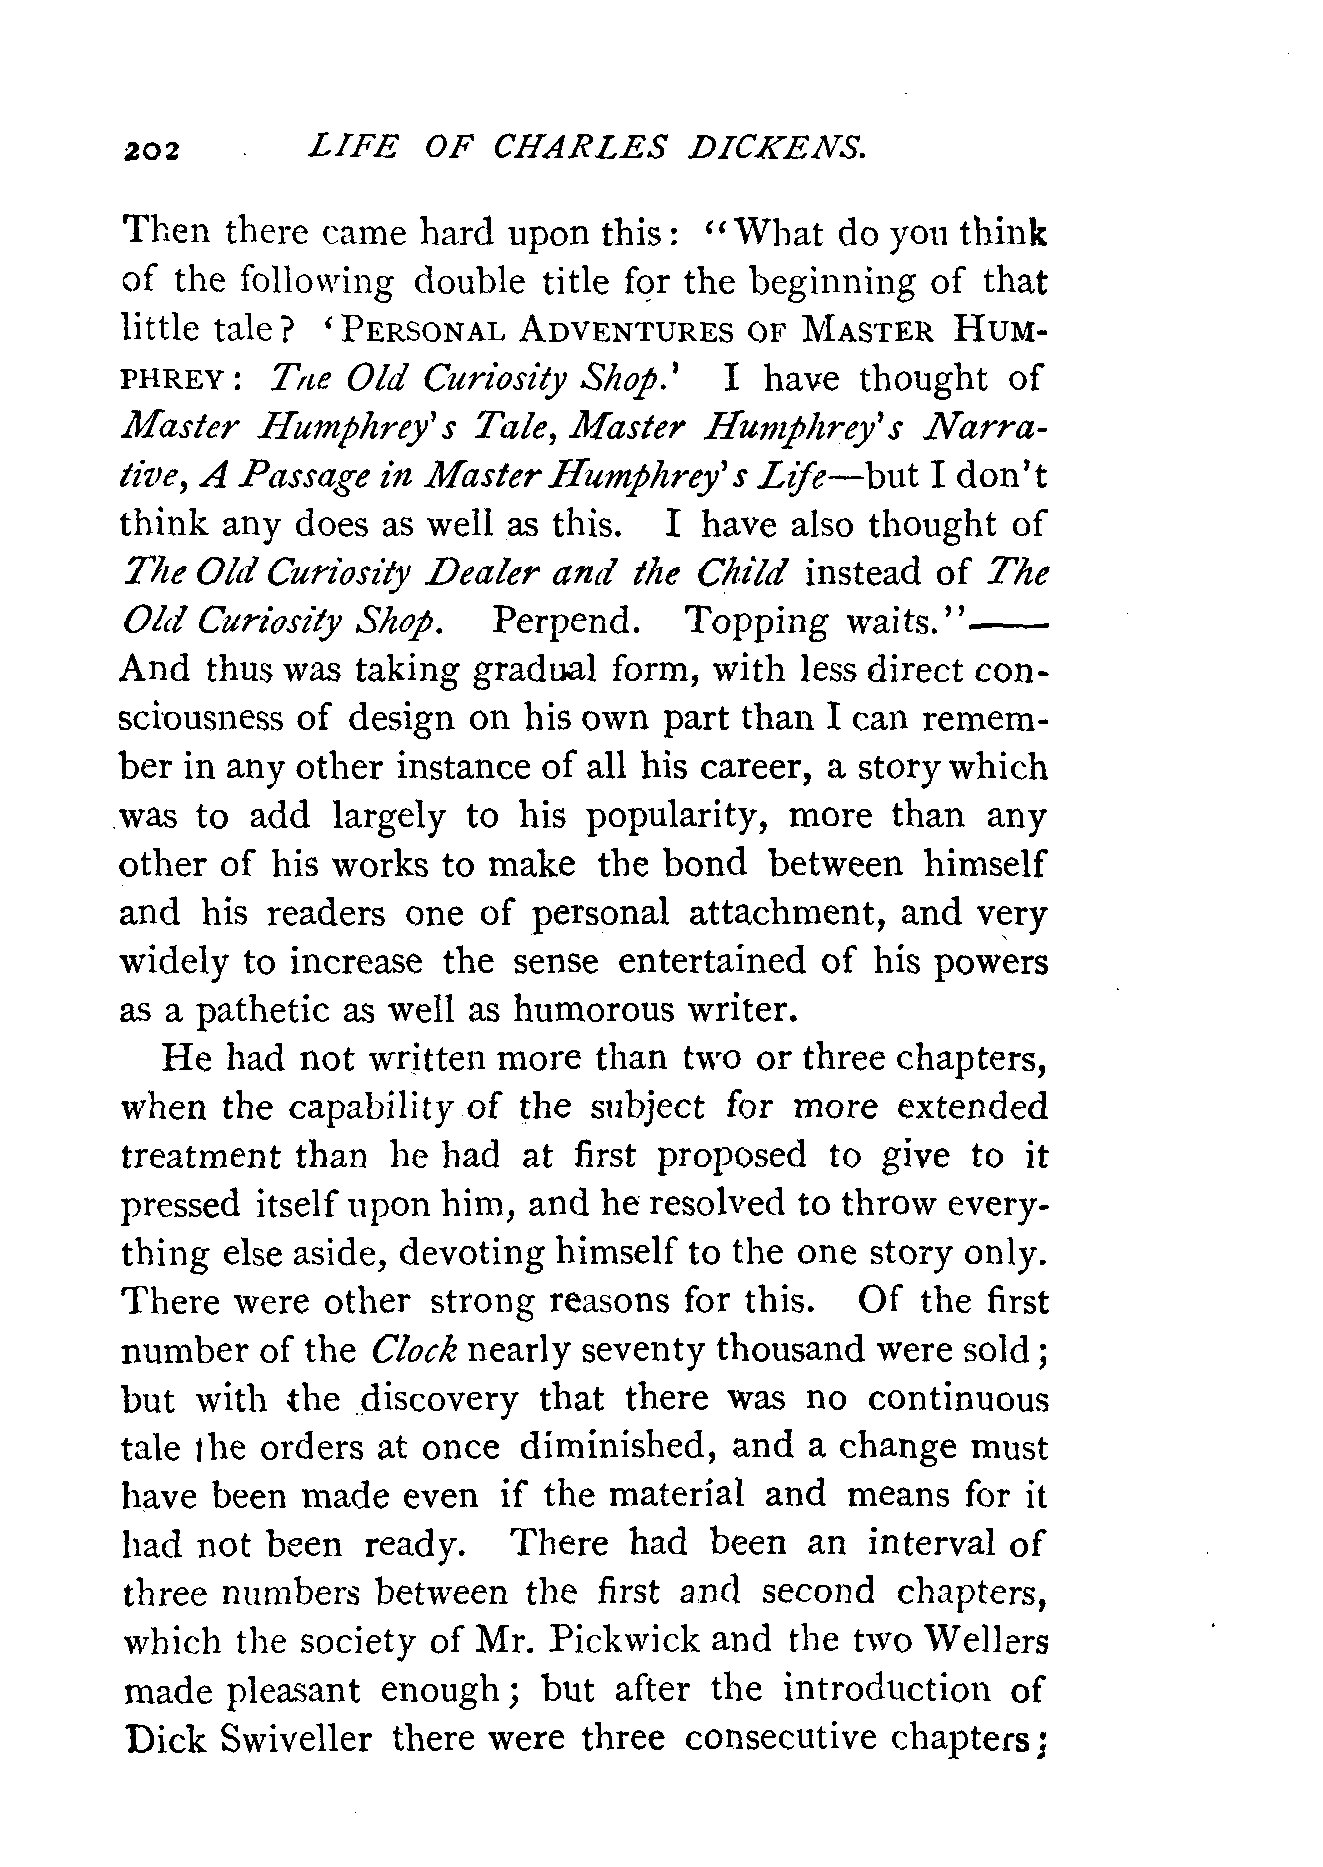 202 LIFE OF CHARLES DICKENS.
Then there came hard upon this: “What do you think
of the following double title for the beginning of that
little tale? ‘PERSONAL ADVENTURES OF MASTER HUM-
PHREY: The Old Curiosity Shop.’ I have thought of
Master Humphrey’s Tale, Master Humphrey’s Narra-
tive, A Passage in Master Humphrey’s Life—but I don’t
think any does as well as this. I have also thought of
The Old Curiosity Dealer and the Child instead of The
Old Curiosity Shop. Perpend. Topping waits.”——
And thus was taking gradual form, with less direct con-
sciousness of design on his own part than I can remem-
ber in any other instance of all his career, a story which
was to add largely to his popularity, more than any
other of his works to make the bond between himself
and his readers one of personal attachment, and very
widely to increase the sense entertained of his powers
as a pathetic as well as humorous writer.
He had not written more than two or three chapters,
when the capability of the subject for more extended
treatment than he had at first proposed to give to it
pressed itself upon him, and he resolved to throw every-
thing else aside, devoting himself to the one story only.
There were other strong reasons for this. Of the first
number of the Clock nearly seventy thousand were sold;
but with the discovery that there was no continuous
tale the orders at once diminished, and a change must
have been made even if the material and means for it
had not been ready. There had been an interval of
three numbers between the first and second chapters,
which the society of Mr. Pickwick and the two Wellers
made pleasant enough; but after the introduction of
Dick Swiveller there were three consecutive chapters;